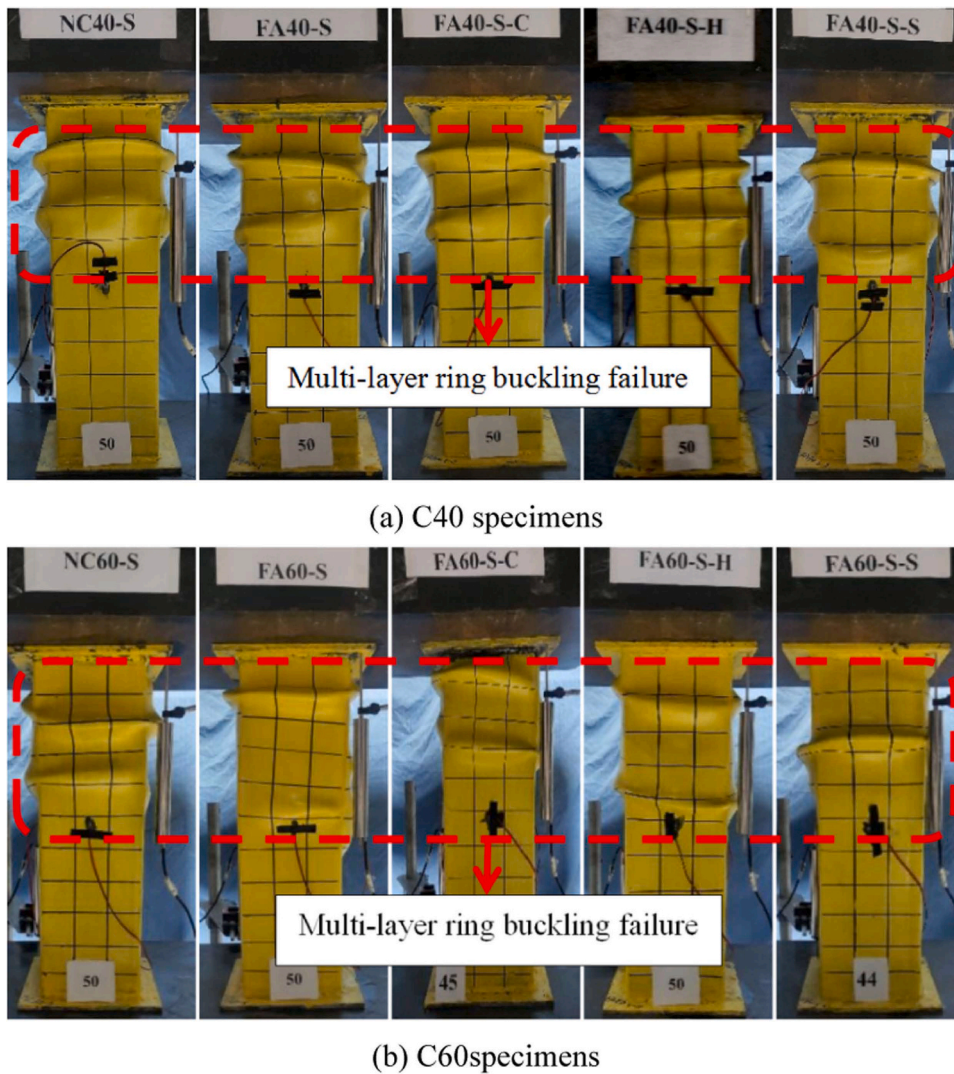 NC40-S
FA40-S
FA40-S-C
FA40-S-H
FA40-S-S
Multi-layer ring buckling failure
50
50
50
50
50
(a) C40 specimens
NC60-S
FA60-S
FA60-S-C
FA60-S-H
FA60-S-S
Multi-layer ring buckling failure
50
50
45
50
44
(b) C60specimens